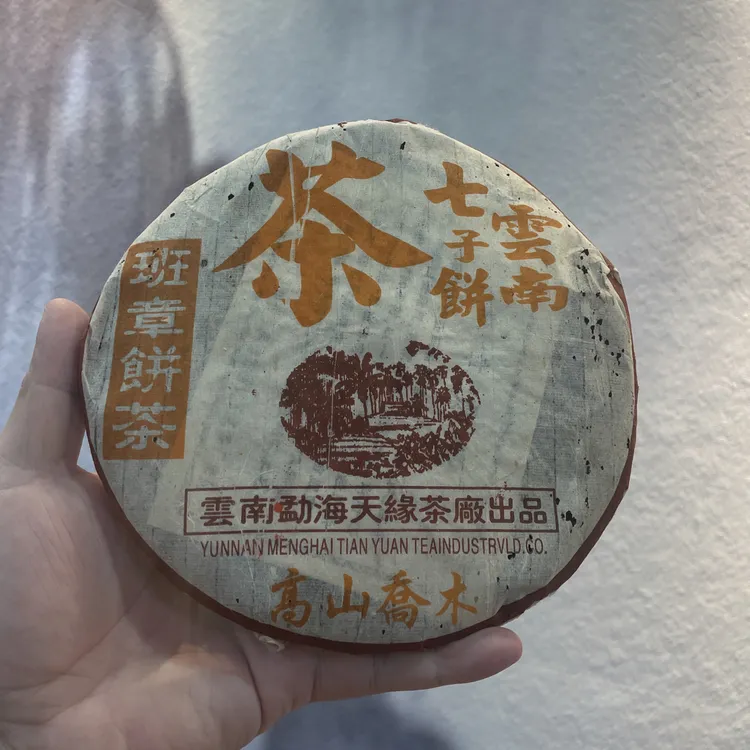 雲南
七子餅
茶
班章餅茶
雲南勐海天緣茶廠出品
YUNNAN MENGHAI TIAN YUAN TEAINDUSTRVLD.CO.
高山喬木